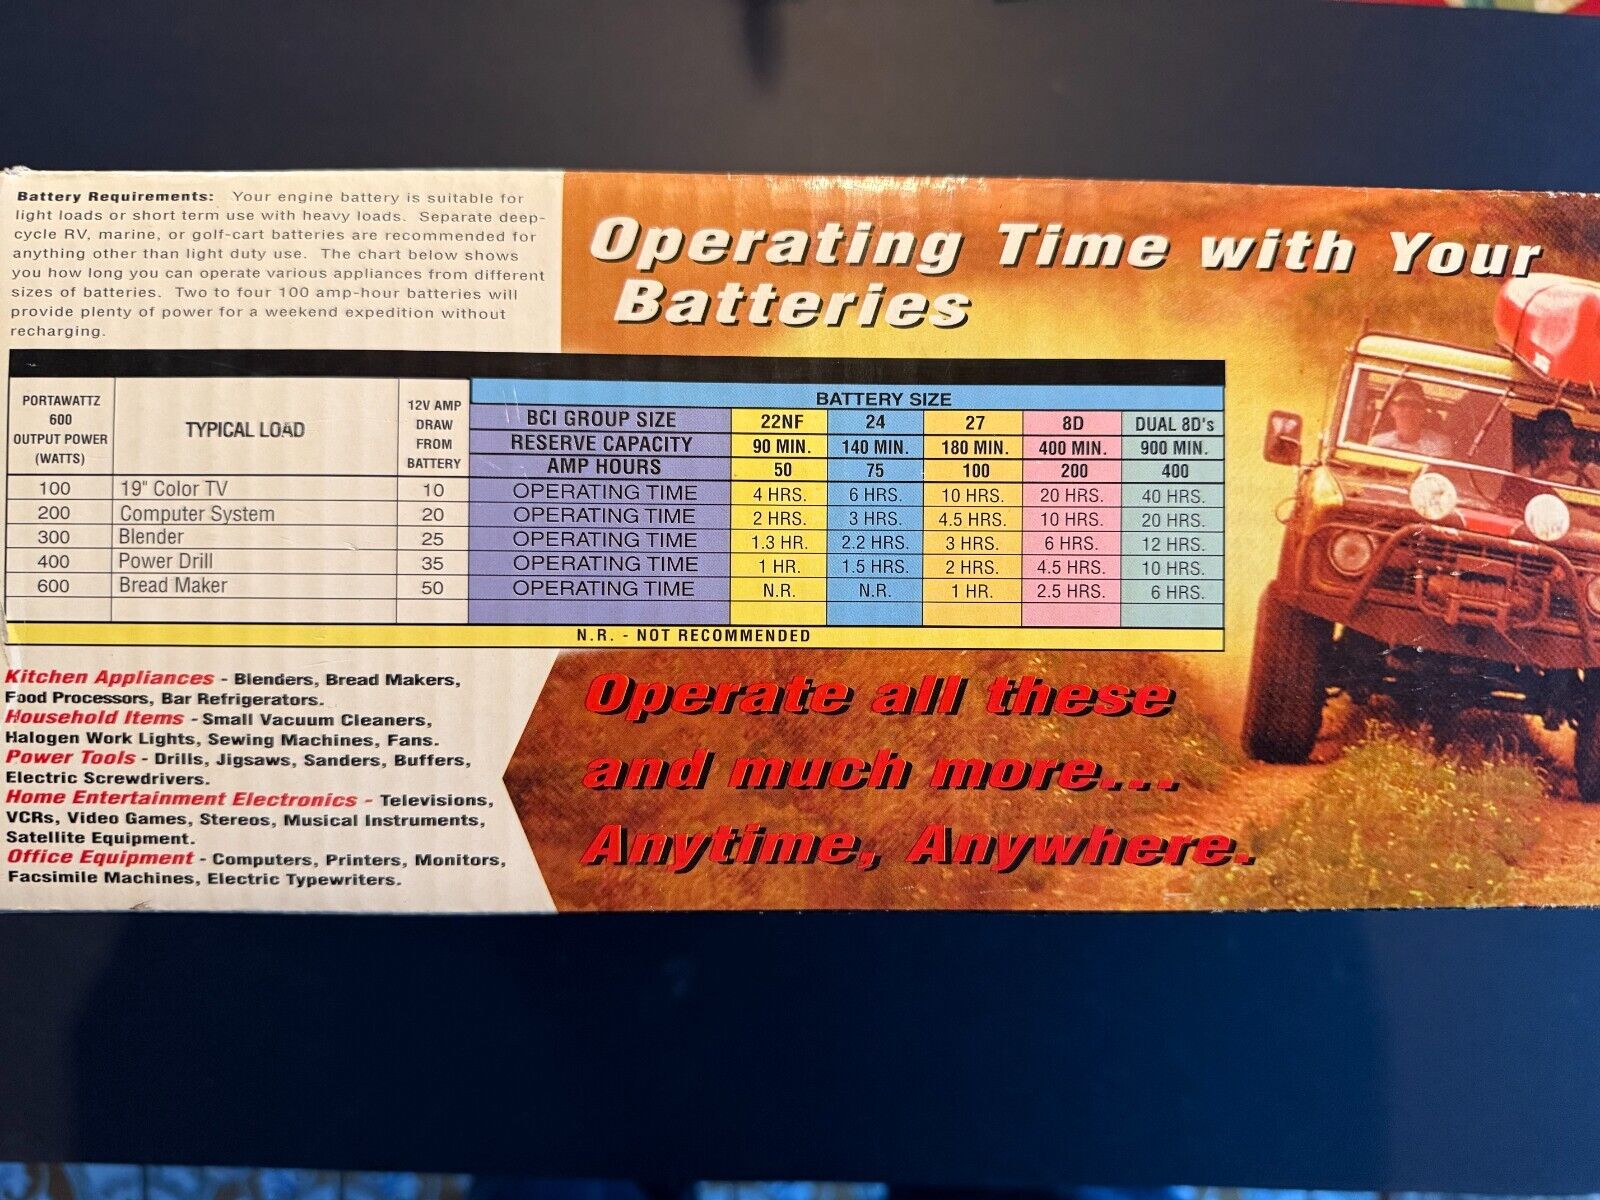 Battery Requirements: Your engine battery is suitable for
light loads or short term use with heavy loads. Separate deep-
cycle RV, marine, or golf-cart batteries are recommended for
anything other than light duty use. The chart below shows
you how long you can operate various appliances from different
sizes of batteries. Two to four 100 amp-hour batteries will
provide plenty of power for a weekend expedition without
recharging.
Operating Time with Your
Batteries
PORTAWATTZ
600
OUTPUT POWER
(WATTS)
TYPICAL LOAD
12V AMP
DRAW
FROM
BATTERY
BATTERY SIZE
BCI GROUP SIZE 22NF 24 27 8D DUAL 8D's
RESERVE CAPACITY 90 MIN. 140 MIN. 180 MIN. 400 MIN. 900 MIN.
AMP HOURS 50 75 100 200 400
100 19" Color TV 10 OPERATING TIME 4 HRS. 6 HRS. 10 HRS. 20 HRS. 40 HRS.
200 Computer System 20 OPERATING TIME 2 HRS. 3 HRS. 4.5 HRS. 10 HRS. 20 HRS.
300 Blender 25 OPERATING TIME 1.3 HR. 2.2 HRS. 3 HRS. 6 HRS. 12 HRS.
400 Power Drill 35 OPERATING TIME 1 HR. 1.5 HRS. 2 HRS. 4.5 HRS. 10 HRS.
600 Bread Maker 50 OPERATING TIME N.R. N.R. 1 HR. 2.5 HRS. 6 HRS.
N.R. - NOT RECOMMENDED
Kitchen Appliances - Blenders, Bread Makers,
Food Processors, Bar Refrigerators.
Household Items - Small Vacuum Cleaners,
Halogen Work Lights, Sewing Machines, Fans.
Power Tools - Drills, Jigsaws, Sanders, Buffers,
Electric Screwdrivers.
Home Entertainment Electronics - Televisions,
VCRs, Video Games, Stereos, Musical Instruments,
Satellite Equipment.
Office Equipment - Computers, Printers, Monitors,
Facsimile Machines, Electric Typewriters.
Operate all these
and much more...
Anytime, Anywhere.